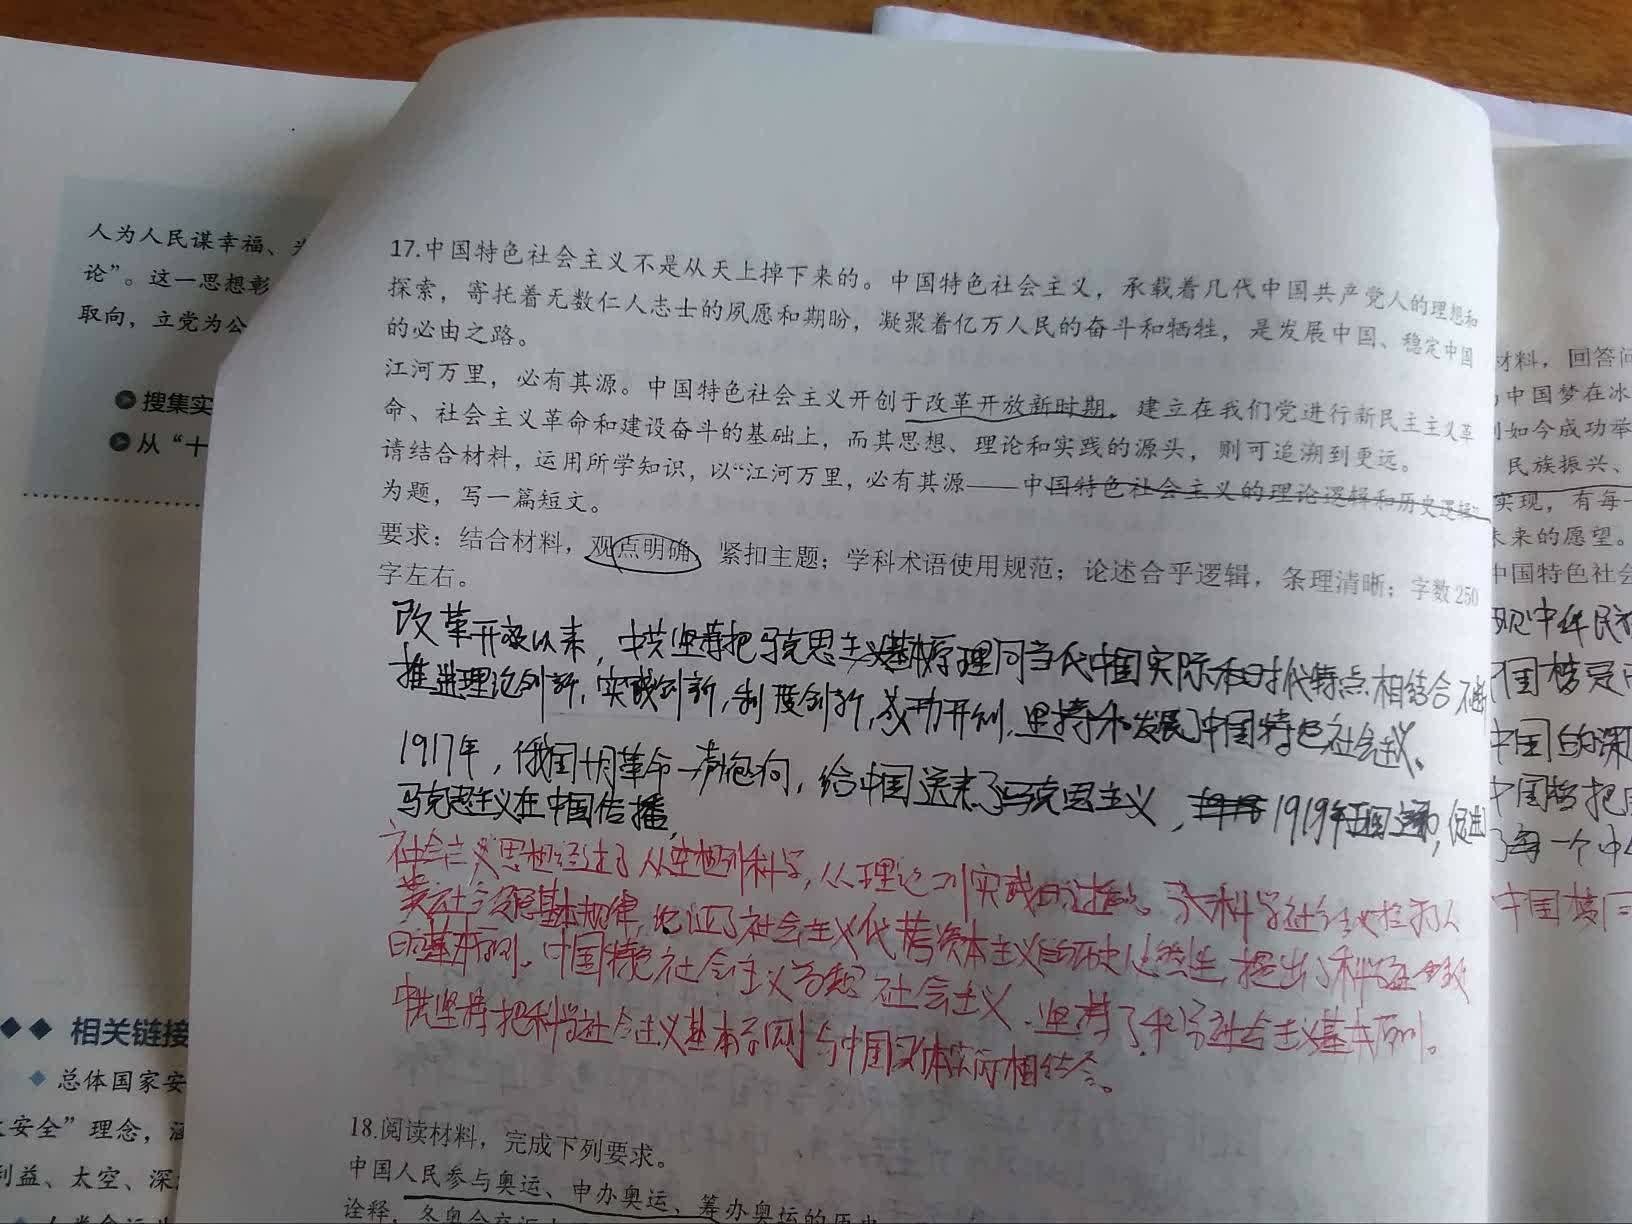 人为人民谋幸福、
论”。这一思想彰
取向，立党为公
搜集实
从“十
相关链接
总体国家安
安全”理念，
利益、太空、深
17.中国特色社会主义不是从天上掉下来的。中国特色社会主义，承载着几代中国共产党人的理想和
探索，寄托着无数仁人志士的夙愿和期盼，凝聚着亿万人民的奋斗和牺牲，是发展中国、稳定中国
的必由之路。
江河万里，必有其源。中国特色社会主义开创于改革开放新时期，建立在我们党进行新民主主义革
命、社会主义革命和建设奋斗的基础上，而其思想、理论和实践的源头，则可追溯到更远。
请结合材料，运用所学知识，以“江河万里，必有其源——中国特色社会主义的理论逻辑和历史逻辑”
为题，写一篇短文。
要求：结合材料，观点明确，紧扣主题；学科术语使用规范；论述合乎逻辑，条理清晰；字数250
字左右。
改革开放以来，中共坚持把马克思主义基本原理同当代中国实际和时代特点相结合 不断
推进理论创新，实践创新，制度创新，成功开创，坚持和发展了中国特色社会主义。
1917年，俄国十月革命一声炮响，给中国送来了马克思主义，1919年五四运动，促进
马克思主义在中国传播，
社会主义思想经过了从空想到科学，从理论到实践的过程。科学社会主义揭示人
类社会发展基本规律，论证了社会主义代替资本主义的历史必然性，提出了科学社会主义
的基本原则。中国特色社会主义 社会主义，坚持了科学社会主义基本原则。
中共坚持把科学社会主义基本原则与中国具体实际相结合。
18.阅读材料，完成下列要求。
中国人民参与奥运、申办奥运、筹办奥运的历史
诠释，冬奥会
材料，回答问
中国梦在冰
如今成功举
民族振兴、
实现，有每一
未来的愿望。
中国特色社会
现中华民族
中国的深
中国梦把
了每一个中
中国梦